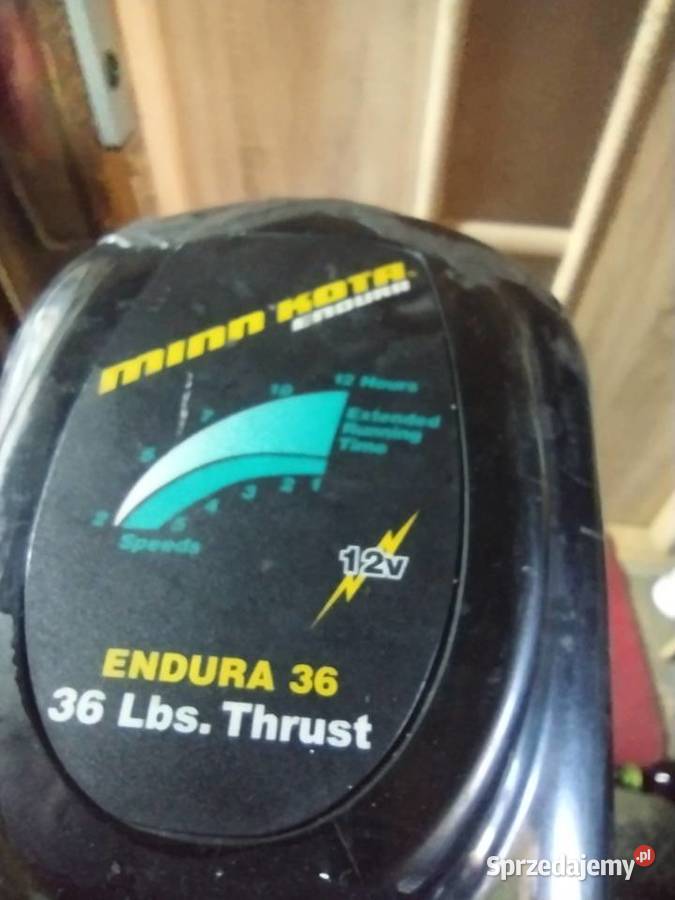 MINN KOTA
ENDURA
12 Hours
10
7
5
2
Extended
Running
Time
1
2
3
4
5
Speeds
12v
ENDURA 36
36 Lbs. Thrust
Sprzedajemy.pl